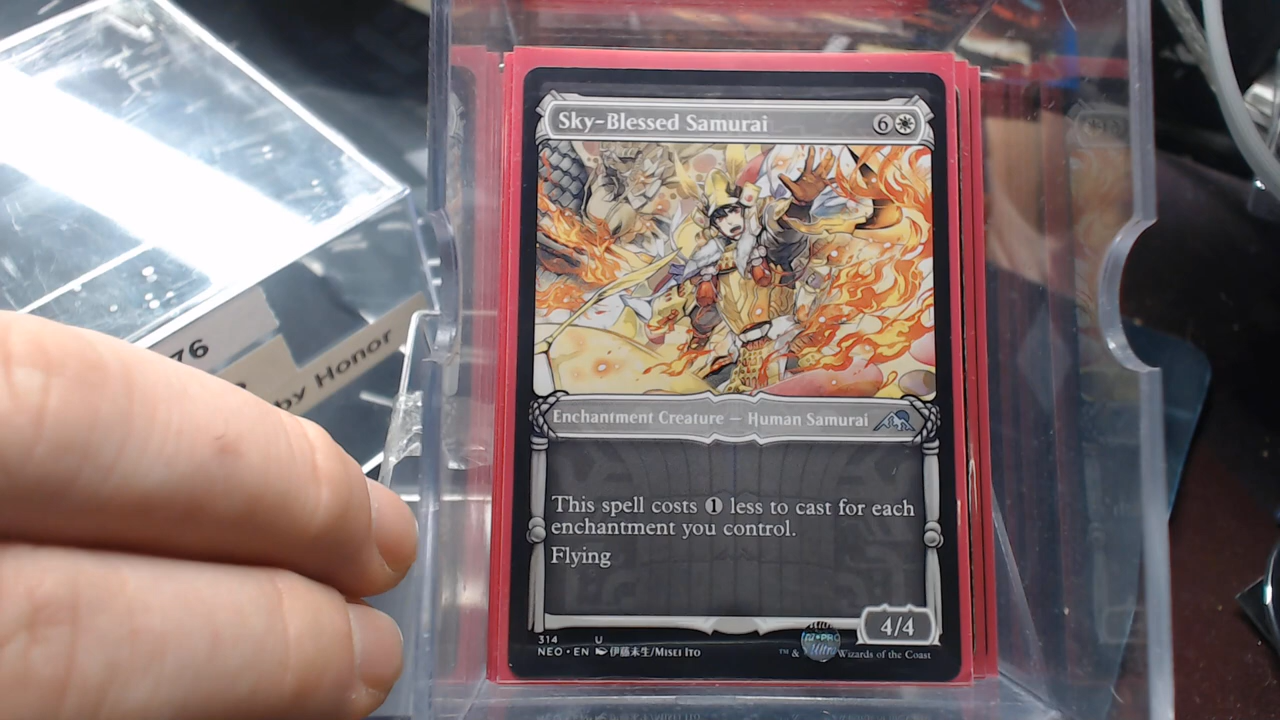 Sky-Blessed Samurai 6
76
by Honor
Enchantment Creature — Human Samurai
This spell costs 1 less to cast for each
enchantment you control.
Flying
4/4
314 U
NEO • EN 伊藤未生/Misei Ito ™ & Wizards of the Coast